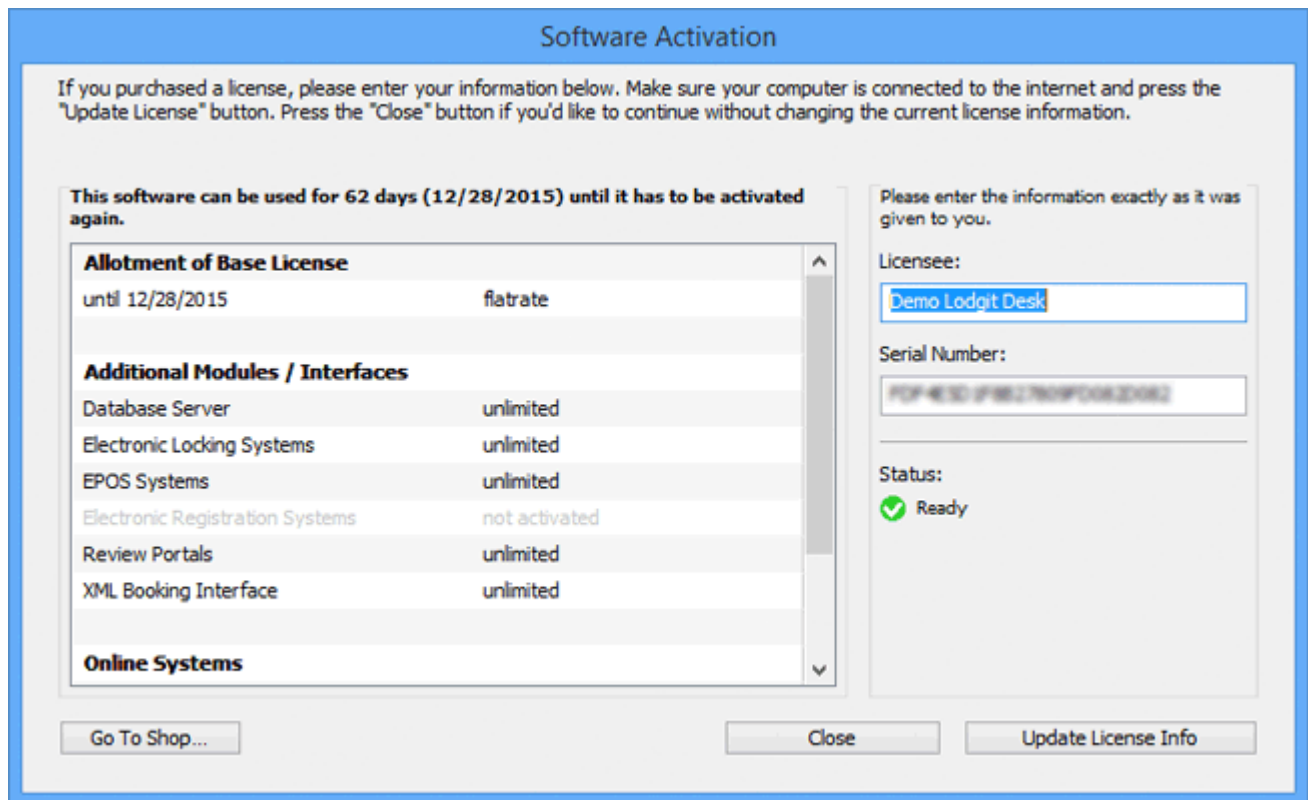 Software Activation
If you purchased a license, please enter your information below. Make sure your computer is connected to the internet and press the
"Update License" button. Press the "Close" button if you'd like to continue without changing the current license information.
This software can be used for 62 days (12/28/2015) until it has to be activated
again.
Allotment of Base License
until 12/28/2015 flatrate
Additional Modules / Interfaces
Database Server unlimited
Electronic Locking Systems unlimited
EPOS Systems unlimited
Electronic Registration Systems not activated
Review Portals unlimited
XML Booking Interface unlimited
Online Systems
Please enter the information exactly as it was
given to you.
Licensee:
Demo Lodgit Desk
Serial Number:
Status:
Ready
Go To Shop...
Close
Update License Info